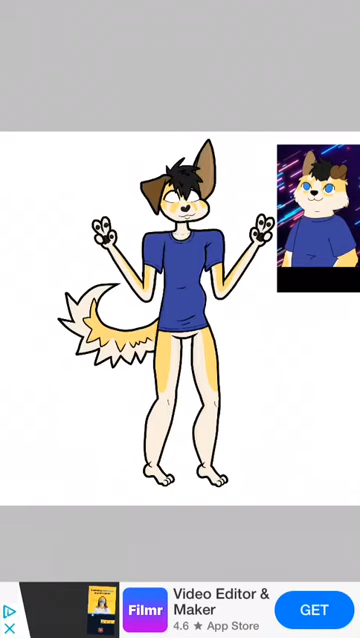 Filmr
Video Editor &
Maker
4.6 ★ App Store
GET